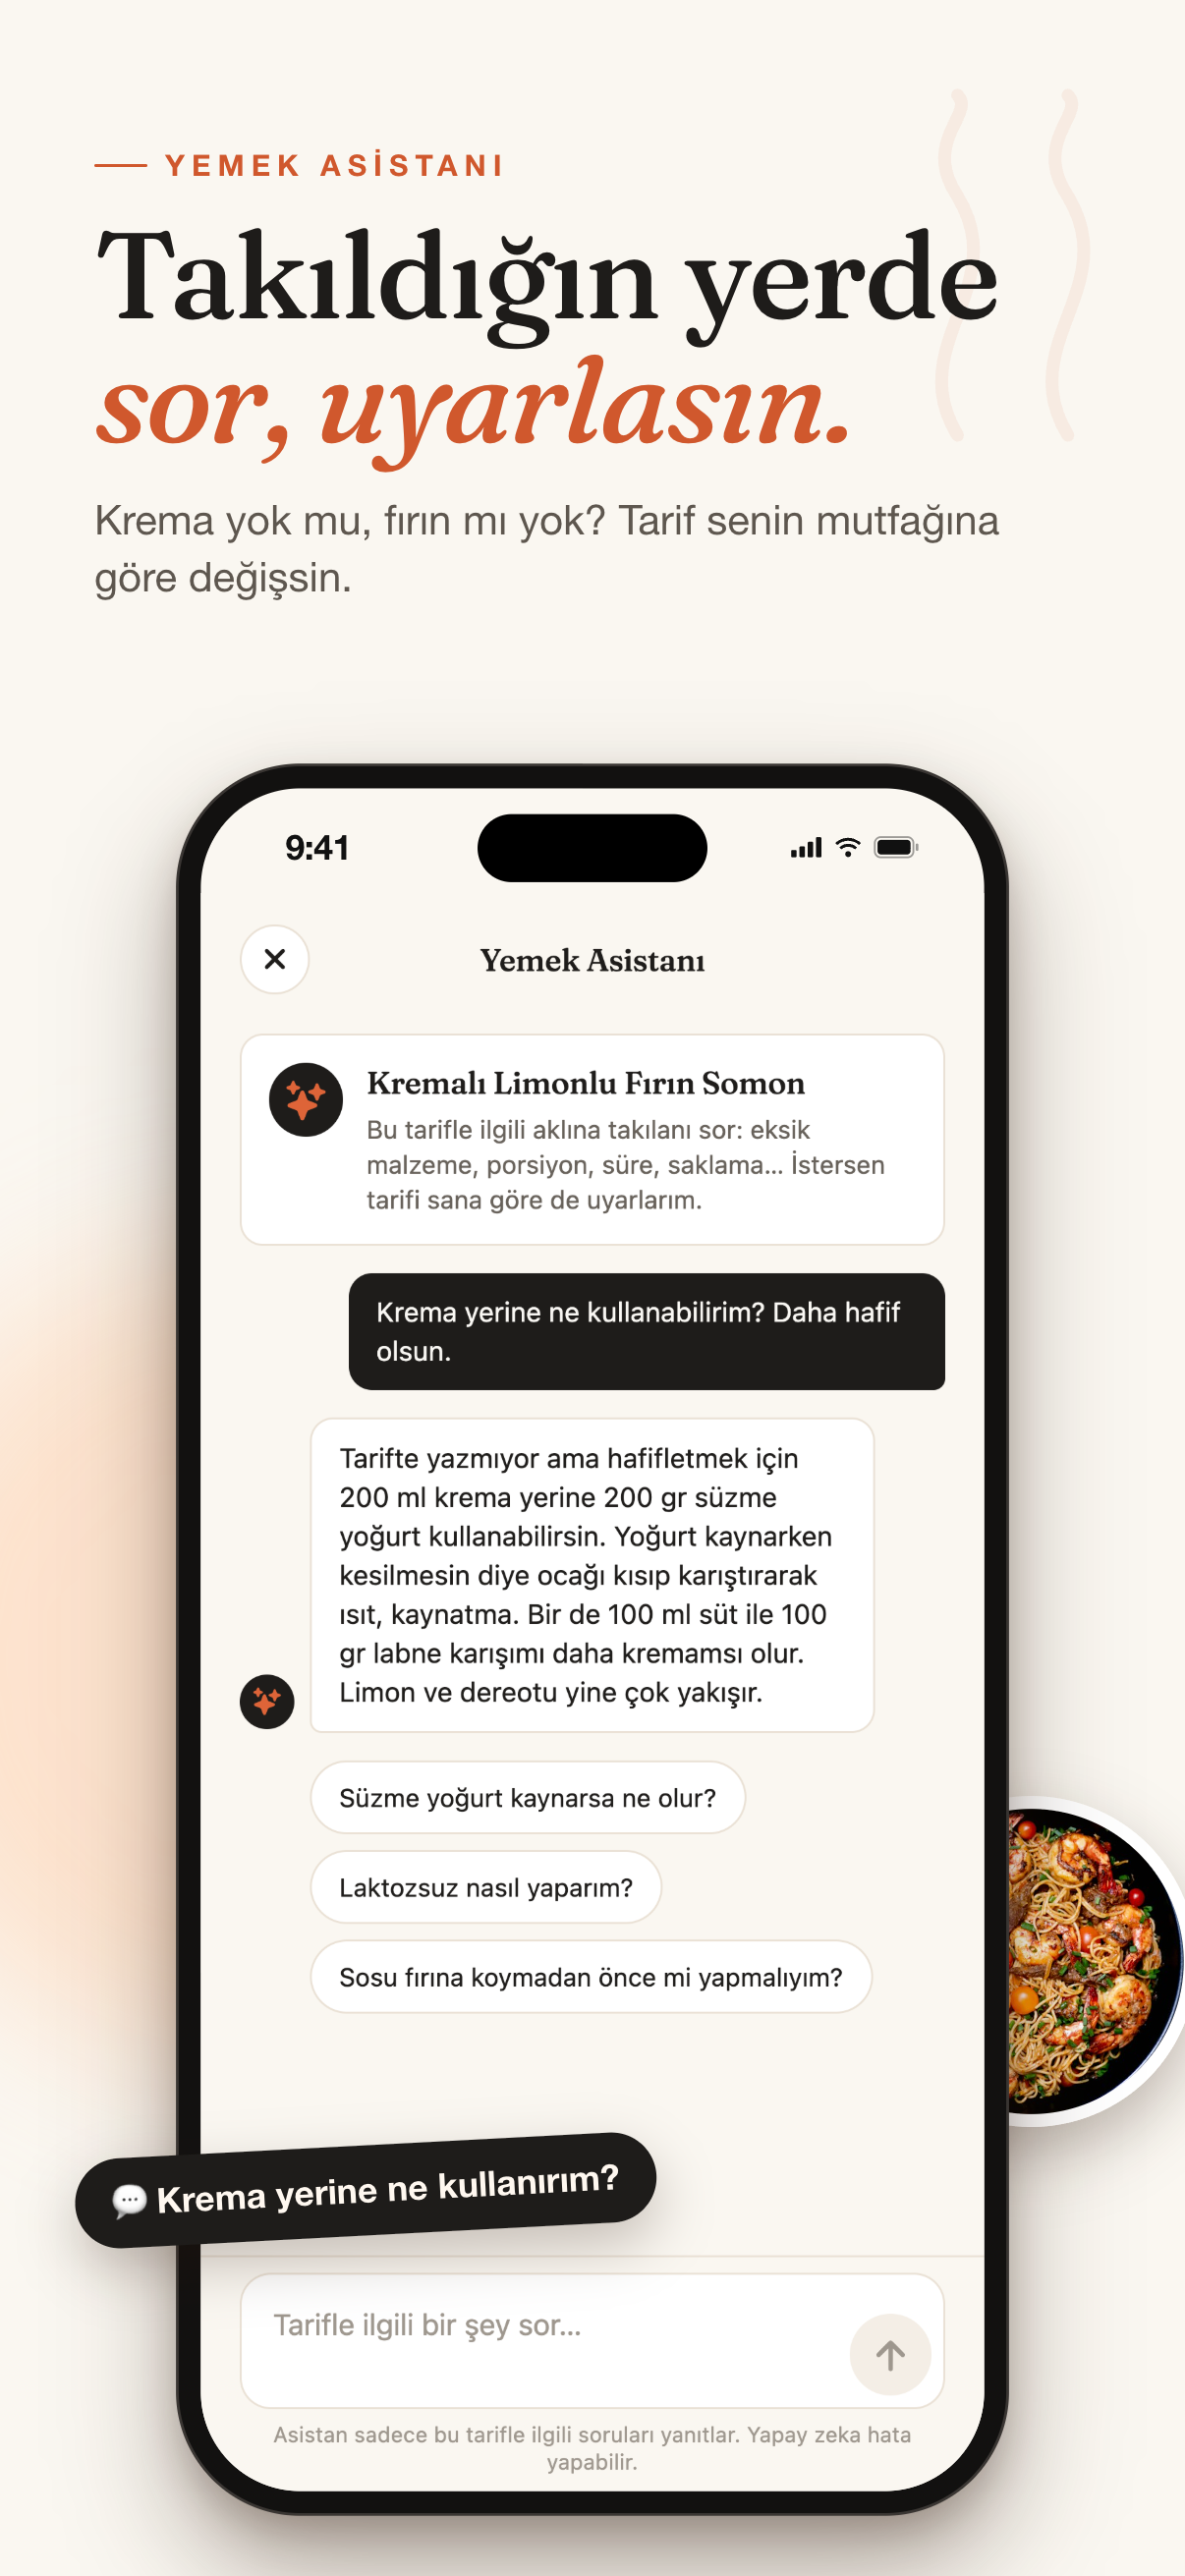 YEMEK ASİSTANI
Takıldığın yerde
sor, uyarlasın.
Krema yok mu, fırın mı yok? Tarif senin mutfağına
göre değişsin.
9:41
Yemek Asistanı
Kremalı Limonlu Fırın Somon
Bu tarifle ilgili aklına takılanı sor: eksik
malzeme, porsiyon, süre, saklama... İstersen
tarifi sana göre de uyarlarım.
Krema yerine ne kullanabilirim? Daha hafif
olsun.
Tarifte yazmıyor ama hafifletmek için
200 ml krema yerine 200 gr süzme
yoğurt kullanabilirsin. Yoğurt kaynarken
kesilmesin diye ocağı kısıp karıştırarak
ısıt, kaynatma. Bir de 100 ml süt ile 100
gr labne karışımı daha kremamsı olur.
Limon ve dereotu yine çok yakışır.
Süzme yoğurt kaynarsa ne olur?
Laktozsuz nasıl yaparım?
Sosu fırına koymadan önce mi yapmalıyım?
💬 Krema yerine ne kullanırım?
Tarifle ilgili bir şey sor...
Asistan sadece bu tarifle ilgili soruları yanıtlar. Yapay zeka hata
yapabilir.